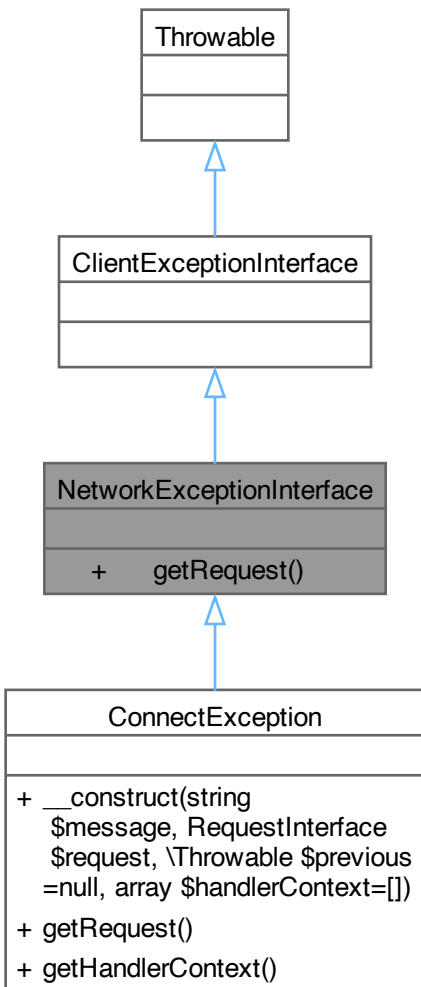 Throwable
ClientExceptionInterface
NetworkExceptionInterface
+ getRequest()
ConnectException
+ __construct(string
$message, RequestInterface
$request, \Throwable $previous
=null, array $handlerContext=[])
+ getRequest()
+ getHandlerContext()